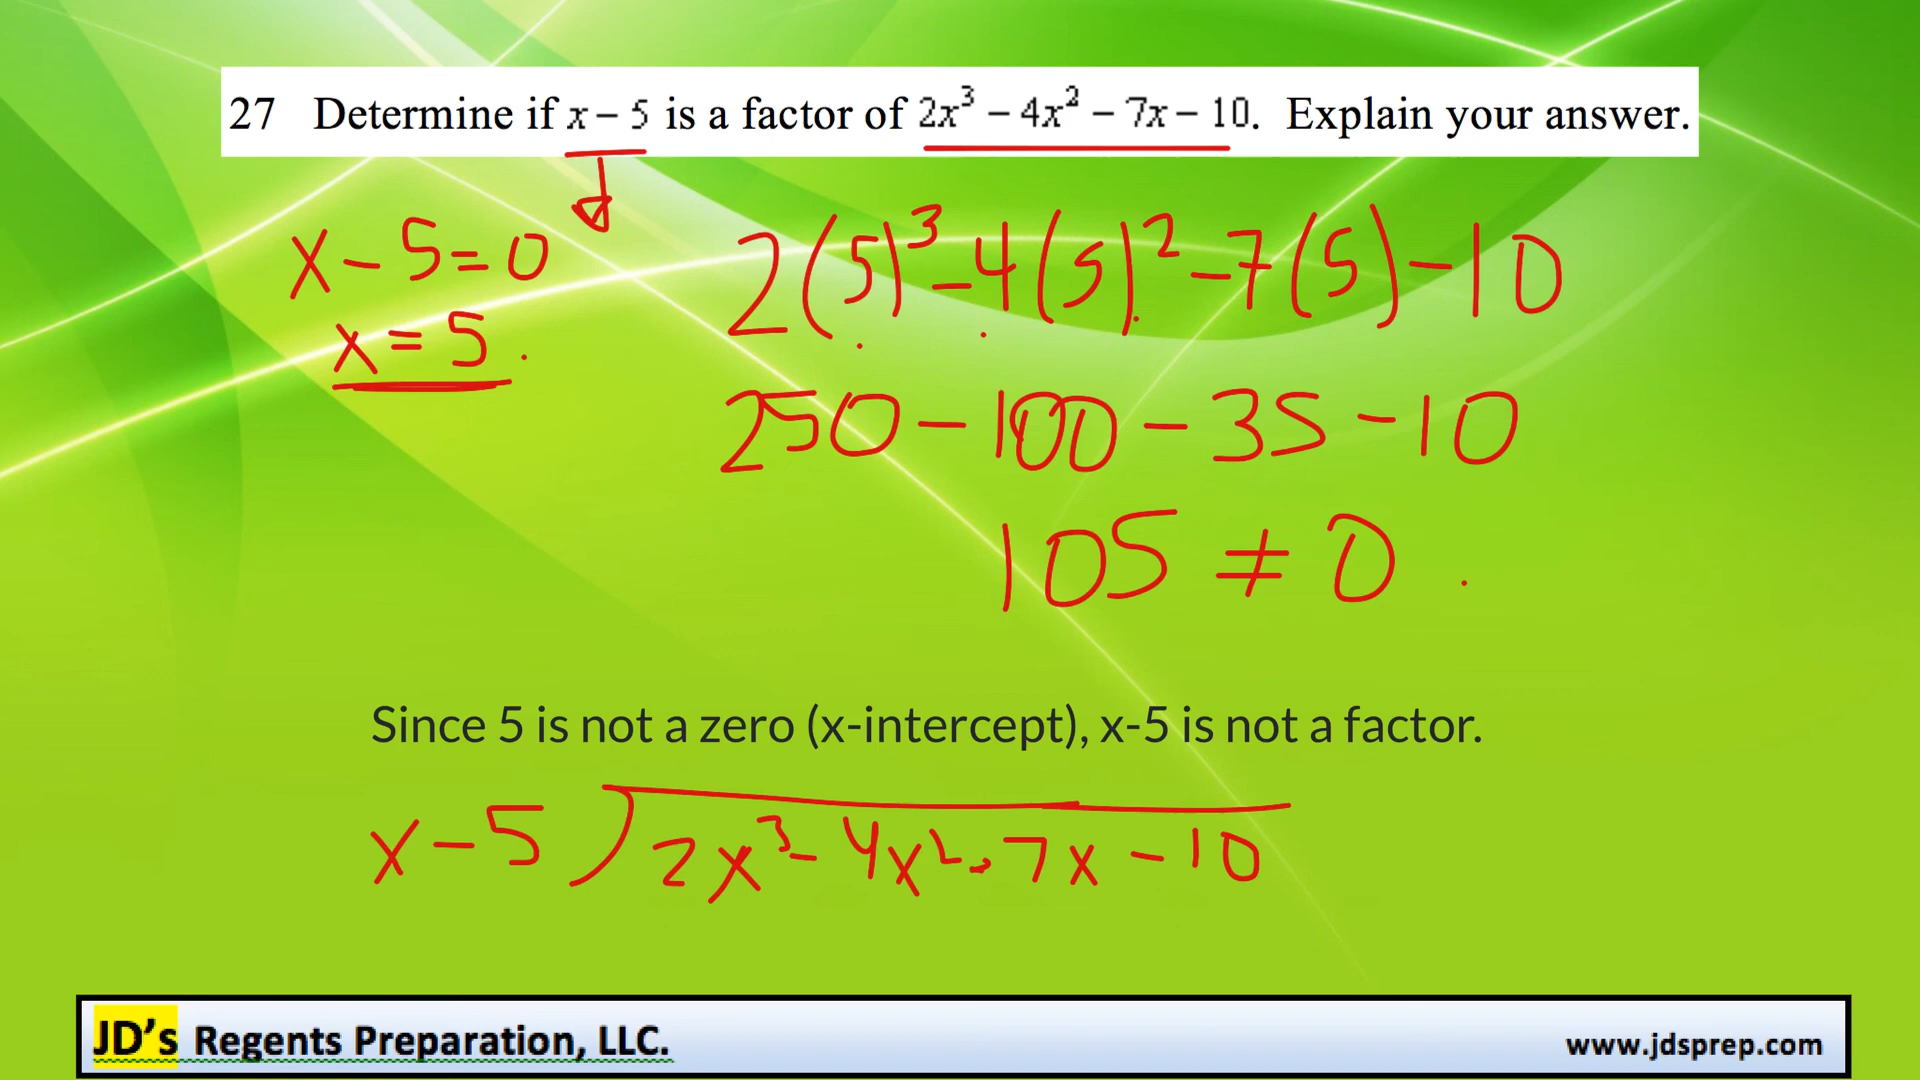 27 Determine if x – 5 is a factor of 2x³ – 4x² – 7x – 10. Explain your answer.
x – 5 = 0
x = 5
2(5)³ – 4(5)² – 7(5) – 10
250 – 100 – 35 – 10
105 ≠ 0
Since 5 is not a zero (x-intercept), x-5 is not a factor.
x – 5 ) 2x³ – 4x² – 7x – 10
JD's Regents Preparation, LLC.
www.jdsprep.com